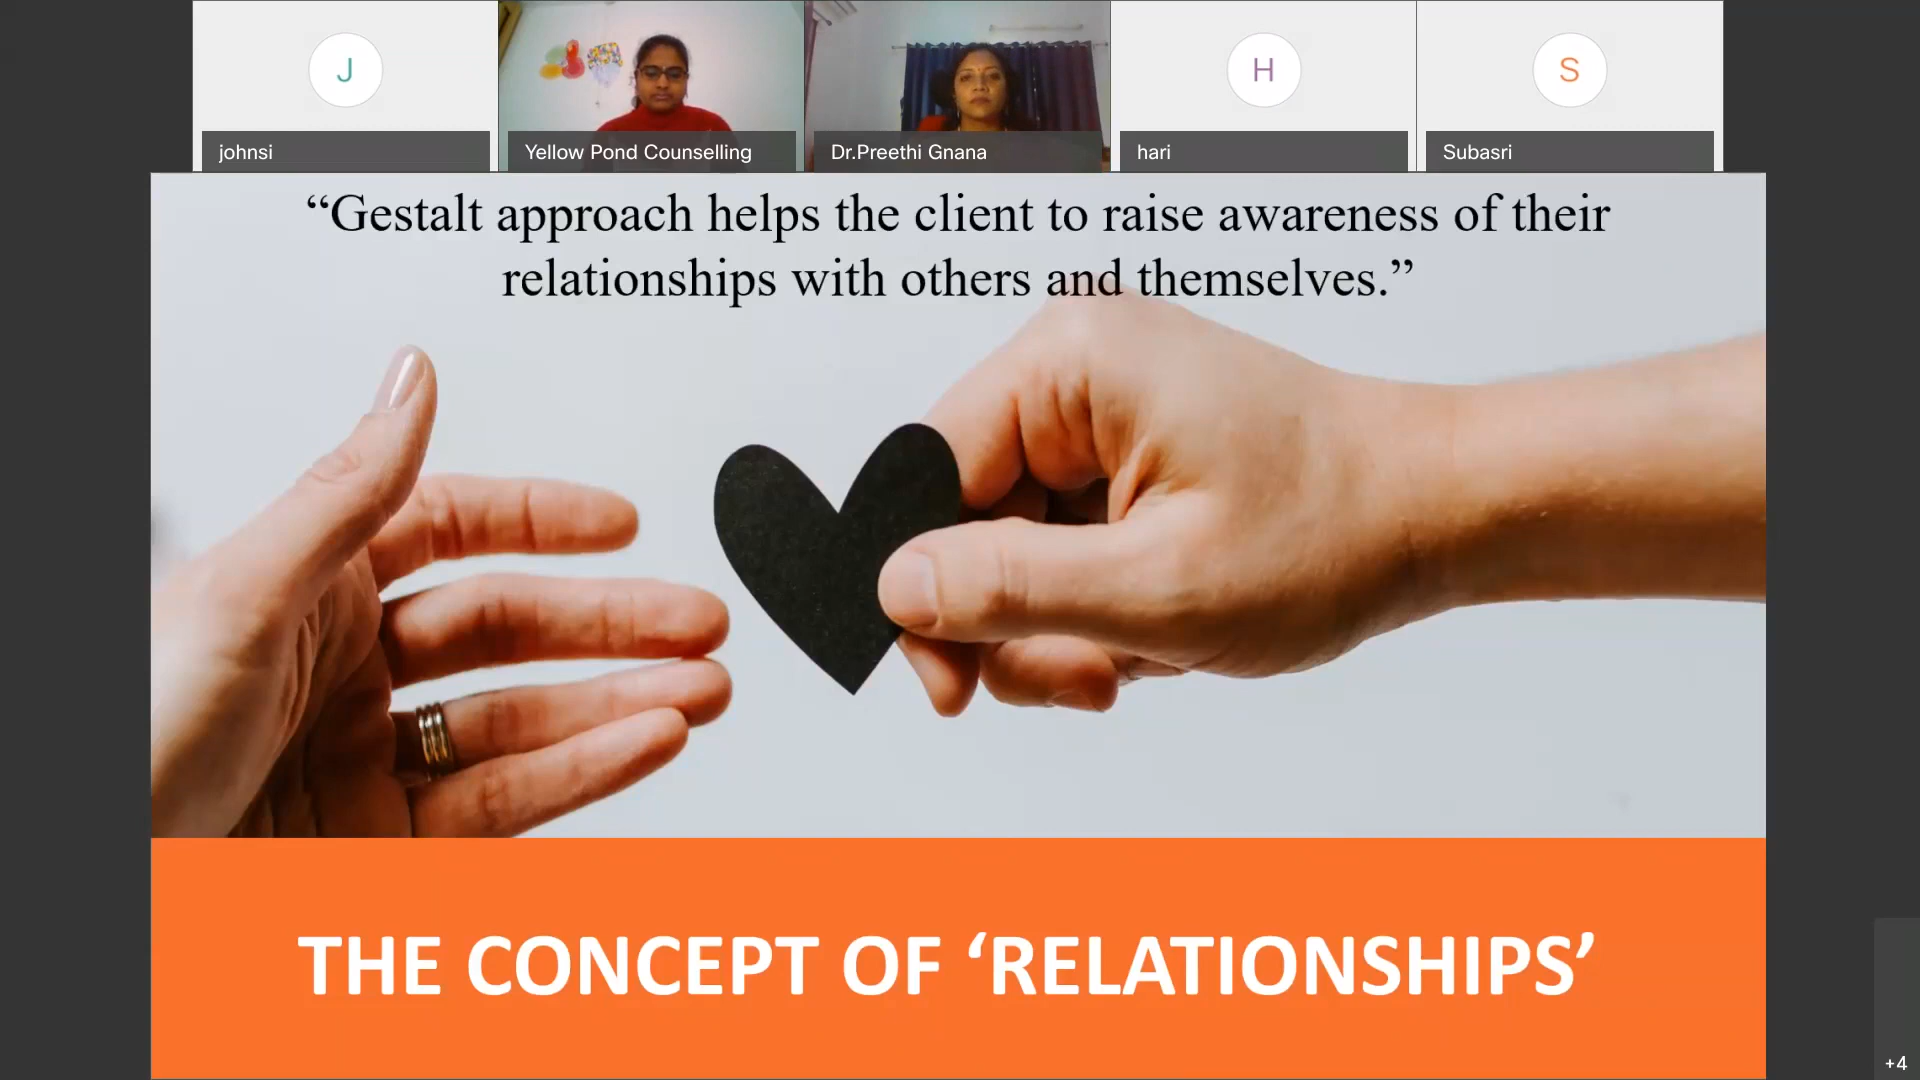 J
johnsi
Yellow Pond Counselling
Dr.Preethi Gnana
H
hari
S
Subasri
“Gestalt approach helps the client to raise awareness of their
relationships with others and themselves.”
THE CONCEPT OF ‘RELATIONSHIPS’
+4